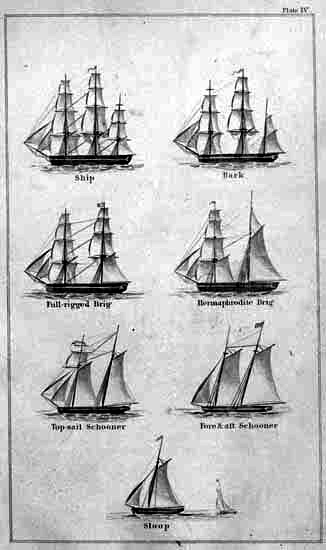 Plate IV.
Ship
Bark
Full-rigged Brig
Hermaphrodite Brig
Top-sail Schooner
Fore & aft Schooner
Sloop